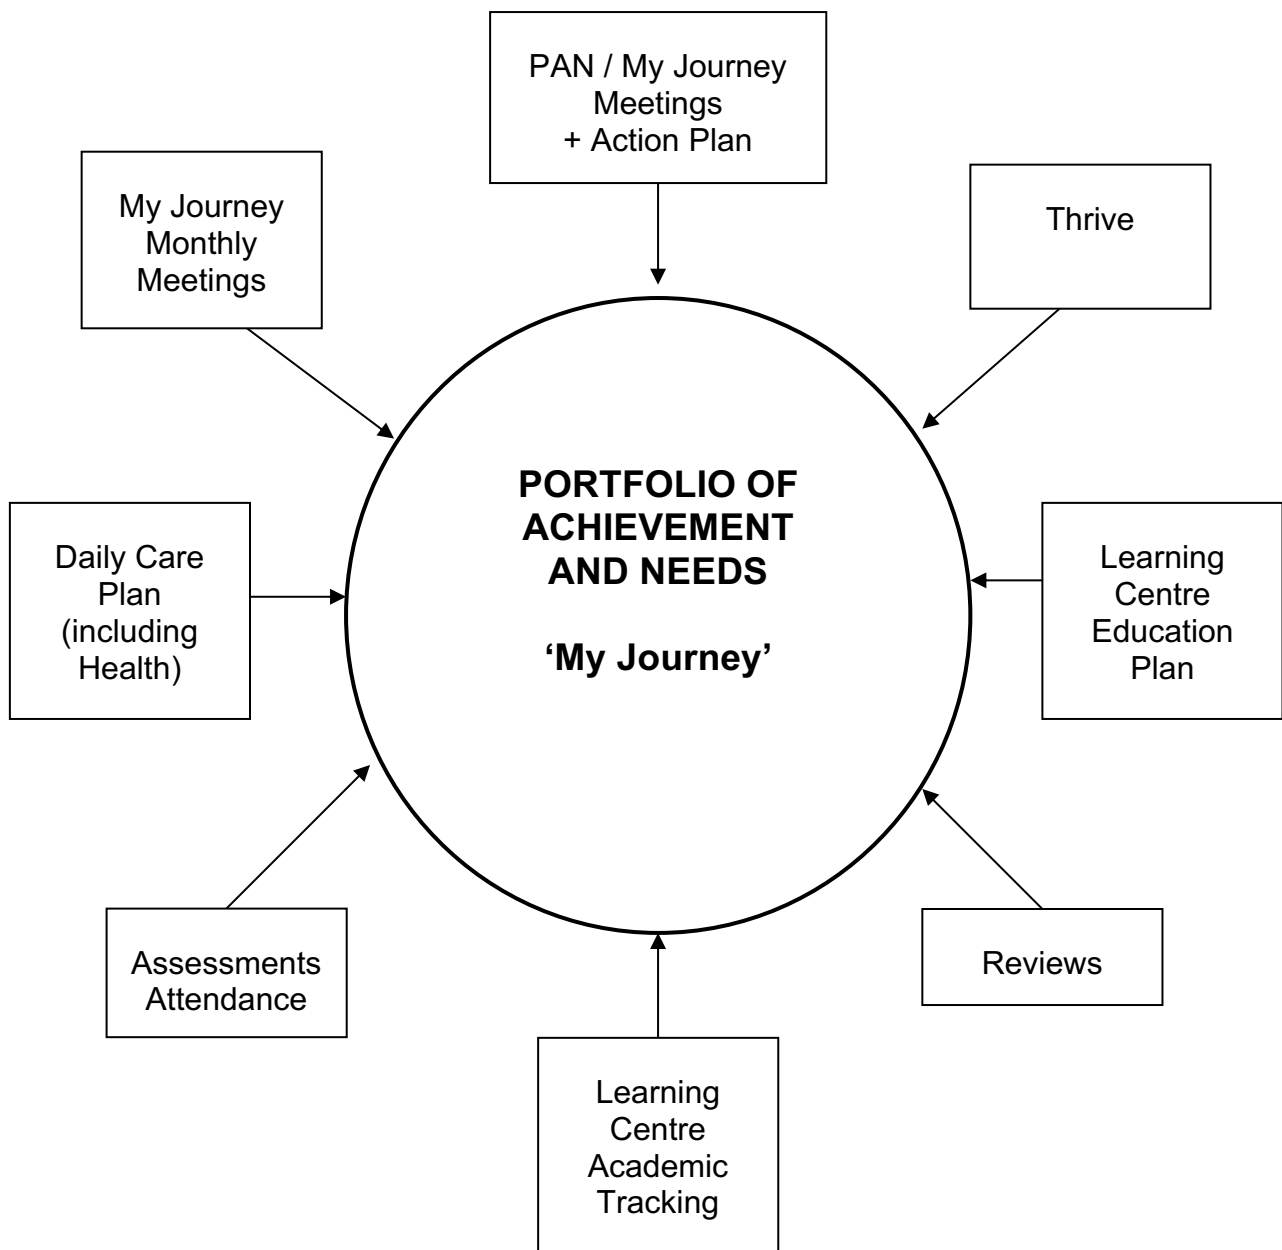 PAN / My Journey
Meetings
+ Action Plan
My Journey
Monthly
Meetings
Thrive
PORTFOLIO OF
ACHIEVEMENT
AND NEEDS
‘My Journey’
Daily Care
Plan
(including
Health)
Learning
Centre
Education
Plan
Assessments
Attendance
Reviews
Learning
Centre
Academic
Tracking